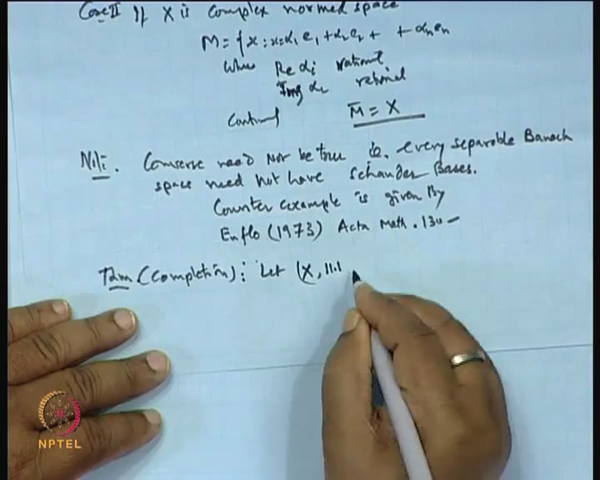 Case II If X is complex normed space
M = {x : x = α₁e₁ + α₂e₂ + + αₙeₙ
Where Re αi rational
Img αi rational
Continue M̄ = X
N̲t̲: Converse need not be true ie. every separable Banach
space need not have Schauder Bases.
Counter example is given by
Enflo (1973) Acta Math. 130 –
Thm (Completion): Let (X, ||.||
NPTEL